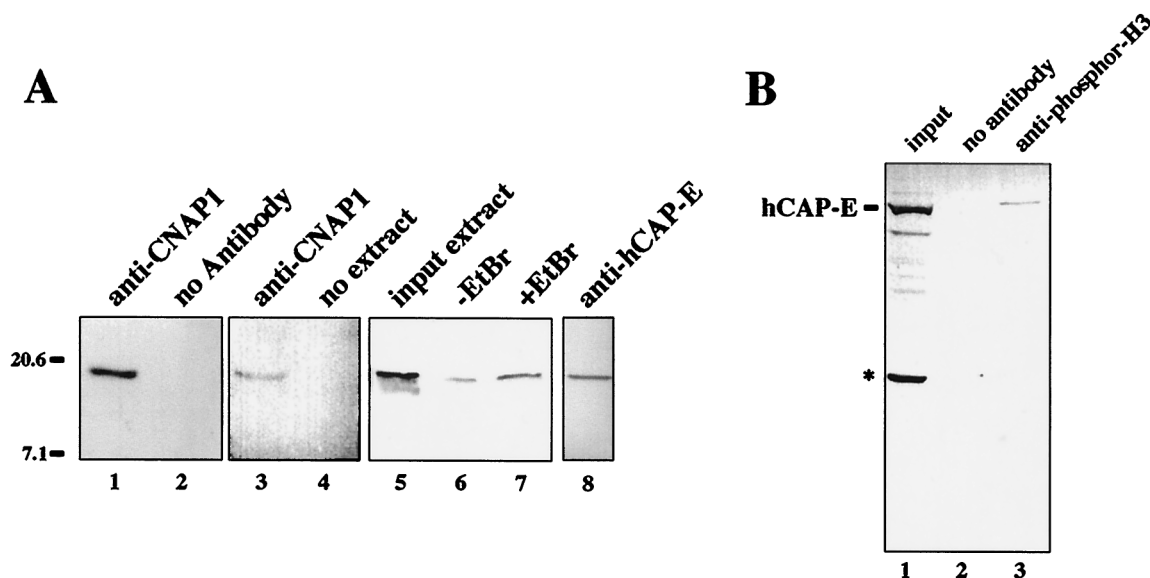 A
anti-CNAP1
no Antibody
anti-CNAP1
no extract
input extract
-EtBr
+EtBr
anti-hCAP-E
20.6
7.1
1 2 3 4 5 6 7 8
B
input
no antibody
anti-phosphor-H3
hCAP-E
*
1 2 3